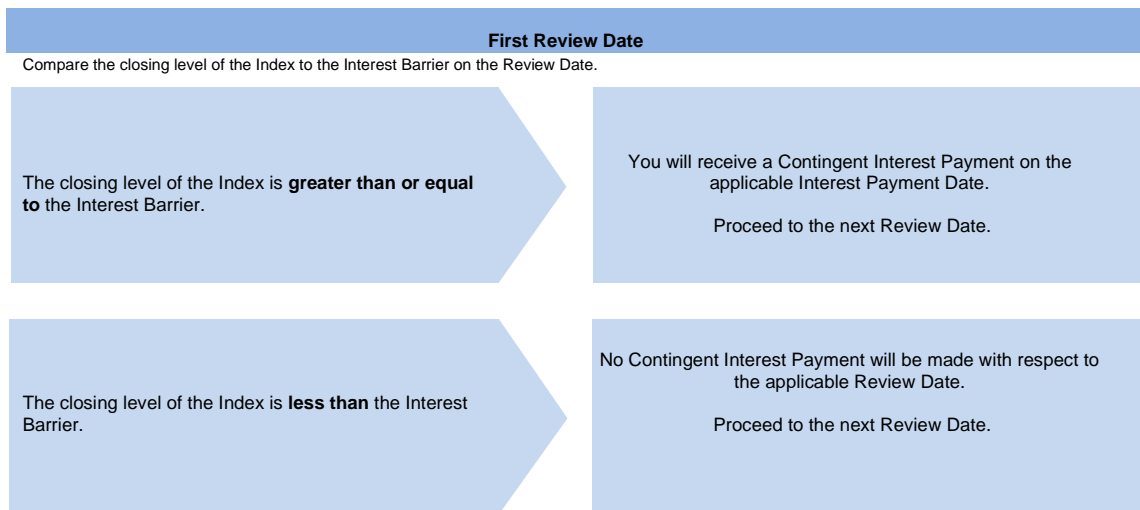 First Review Date
Compare the closing level of the Index to the Interest Barrier on the Review Date.
The closing level of the Index is greater than or equal
to the Interest Barrier.
You will receive a Contingent Interest Payment on the
applicable Interest Payment Date.
Proceed to the next Review Date.
The closing level of the Index is less than the Interest
Barrier.
No Contingent Interest Payment will be made with respect to
the applicable Review Date.
Proceed to the next Review Date.